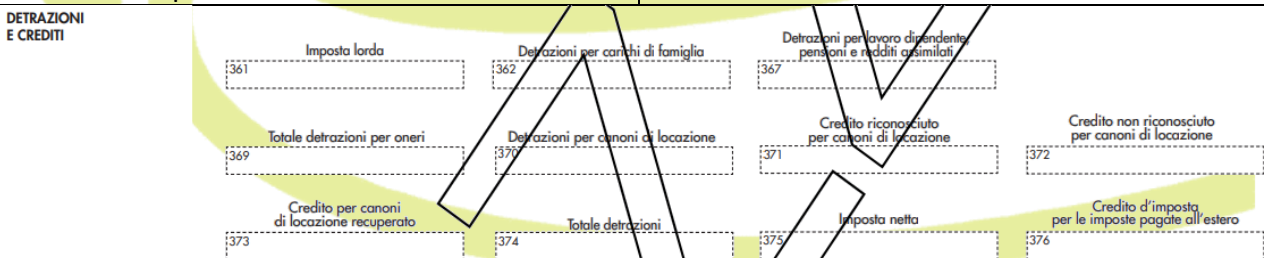 DETRAZIONI
E CREDITI
Imposta lorda
Detrazioni per carichi di famiglia
Detrazioni per lavoro dipendente,
pensioni e redditi assimilati
361
362
367
Totale detrazioni per oneri
Detrazioni per canoni di locazione
Credito riconosciuto
per canoni di locazione
Credito non riconosciuto
per canoni di locazione
369
370
371
372
Credito per canoni
di locazione recuperato
Totale detrazioni
Imposta netta
Credito d'imposta
per le imposte pagate all'estero
373
374
375
376